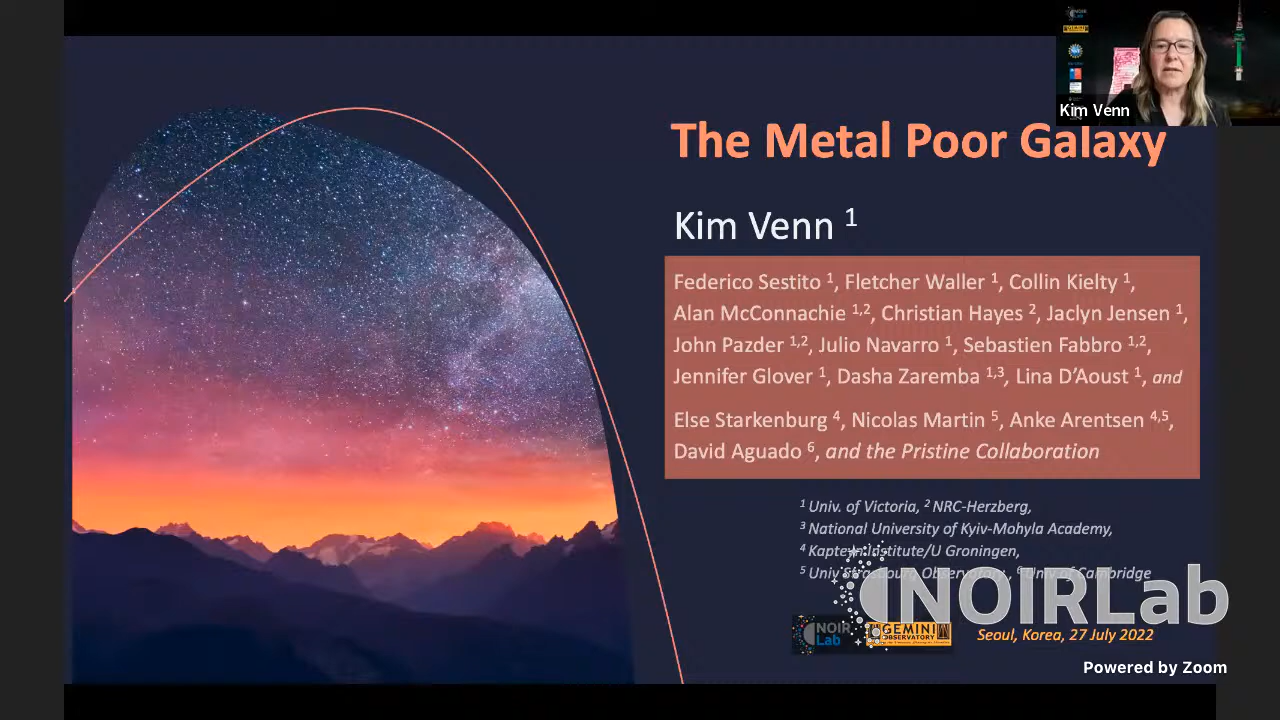 Kim Venn
The Metal Poor Galaxy
Kim Venn ¹
Federico Sestito ¹, Fletcher Waller ¹, Collin Kielty ¹,
Alan McConnachie ¹,², Christian Hayes ², Jaclyn Jensen ¹,
John Pazder ¹,², Julio Navarro ¹, Sebastien Fabbro ¹,²,
Jennifer Glover ¹, Dasha Zaremba ¹,³, Lina D’Aoust ¹, and
Else Starkenburg ⁴, Nicolas Martin ⁵, Anke Arentsen ⁴,⁵,
David Aguado ⁶, and the Pristine Collaboration
¹ Univ. of Victoria, ² NRC-Herzberg,
³ National University of Kyiv-Mohyla Academy,
⁴ Kapteyn Institute/U Groningen,
⁵ Univ Strasbourg Observatory, ⁶ Univ of Cambridge
NOIRLab
NOIR
Lab
GEMINI
OBSERVATORY
Seoul, Korea, 27 July 2022
Powered by Zoom